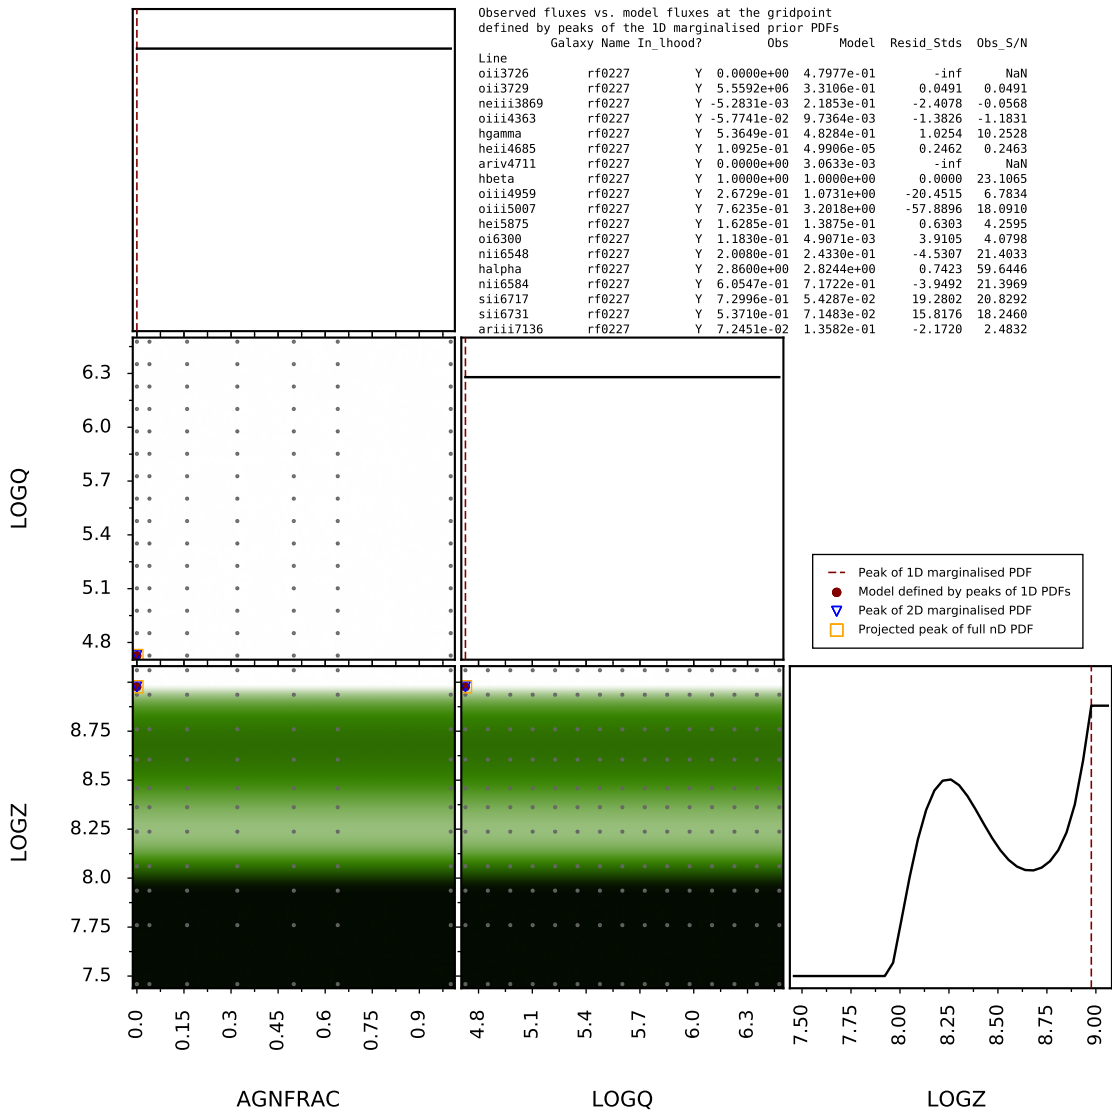 Observed fluxes vs. model fluxes at the gridpoint
defined by peaks of the 1D marginalised prior PDFs
Galaxy Name In_lhood? Obs Model Resid_Stds Obs_S/N
Line
oii3726 rf0227 Y 0.0000e+00 4.7977e-01 -inf NaN
oii3729 rf0227 Y 5.5592e+06 3.3106e-01 0.0491 0.0491
neiii3869 rf0227 Y -5.2831e-03 2.1853e-01 -2.4078 -0.0568
oiii4363 rf0227 Y -5.7741e-02 9.7364e-03 -1.3826 -1.1831
hgamma rf0227 Y 5.3649e-01 4.8284e-01 1.0254 10.2528
heii4685 rf0227 Y 1.0925e-01 4.9906e-05 0.2462 0.2463
ariv4711 rf0227 Y 0.0000e+00 3.0633e-03 -inf NaN
hbeta rf0227 Y 1.0000e+00 1.0000e+00 0.0000 23.1065
oiii4959 rf0227 Y 2.6729e-01 1.0731e+00 -20.4515 6.7834
oiii5007 rf0227 Y 7.6235e-01 3.2018e+00 -57.8896 18.0910
hei5875 rf0227 Y 1.6285e-01 1.3875e-01 0.6303 4.2595
oi6300 rf0227 Y 1.1830e-01 4.9071e-03 3.9105 4.0798
nii6548 rf0227 Y 2.0080e-01 2.4330e-01 -4.5307 21.4033
halpha rf0227 Y 2.8600e+00 2.8244e+00 0.7423 59.6446
nii6584 rf0227 Y 6.0547e-01 7.1722e-01 -3.9492 21.3969
sii6717 rf0227 Y 7.2996e-01 5.4287e-02 19.2802 20.8292
sii6731 rf0227 Y 5.3710e-01 7.1483e-02 15.8176 18.2460
ariii7136 rf0227 Y 7.2451e-02 1.3582e-01 -2.1720 2.4832
6.3
6.0
5.7
5.4
5.1
4.8
LOGQ
Peak of 1D marginalised PDF
Model defined by peaks of 1D PDFs
Peak of 2D marginalised PDF
Projected peak of full nD PDF
8.75
8.5
8.25
8.0
7.75
7.5
LOGZ
0.0 0.15 0.3 0.45 0.6 0.75 0.9
4.8 5.1 5.4 5.7 6.0 6.3
7.50 7.75 8.00 8.25 8.50 8.75 9.00
AGNFRAC LOGQ LOGZ